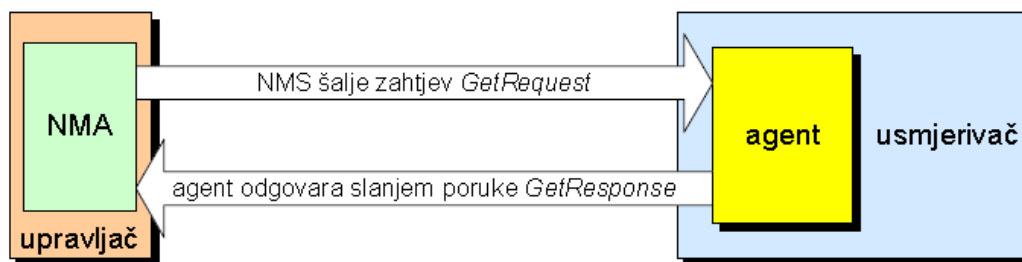 NMA
upravljač
NMS šalje zahtjev GetRequest
agent odgovara slanjem poruke GetResponse
agent
usmjerivač